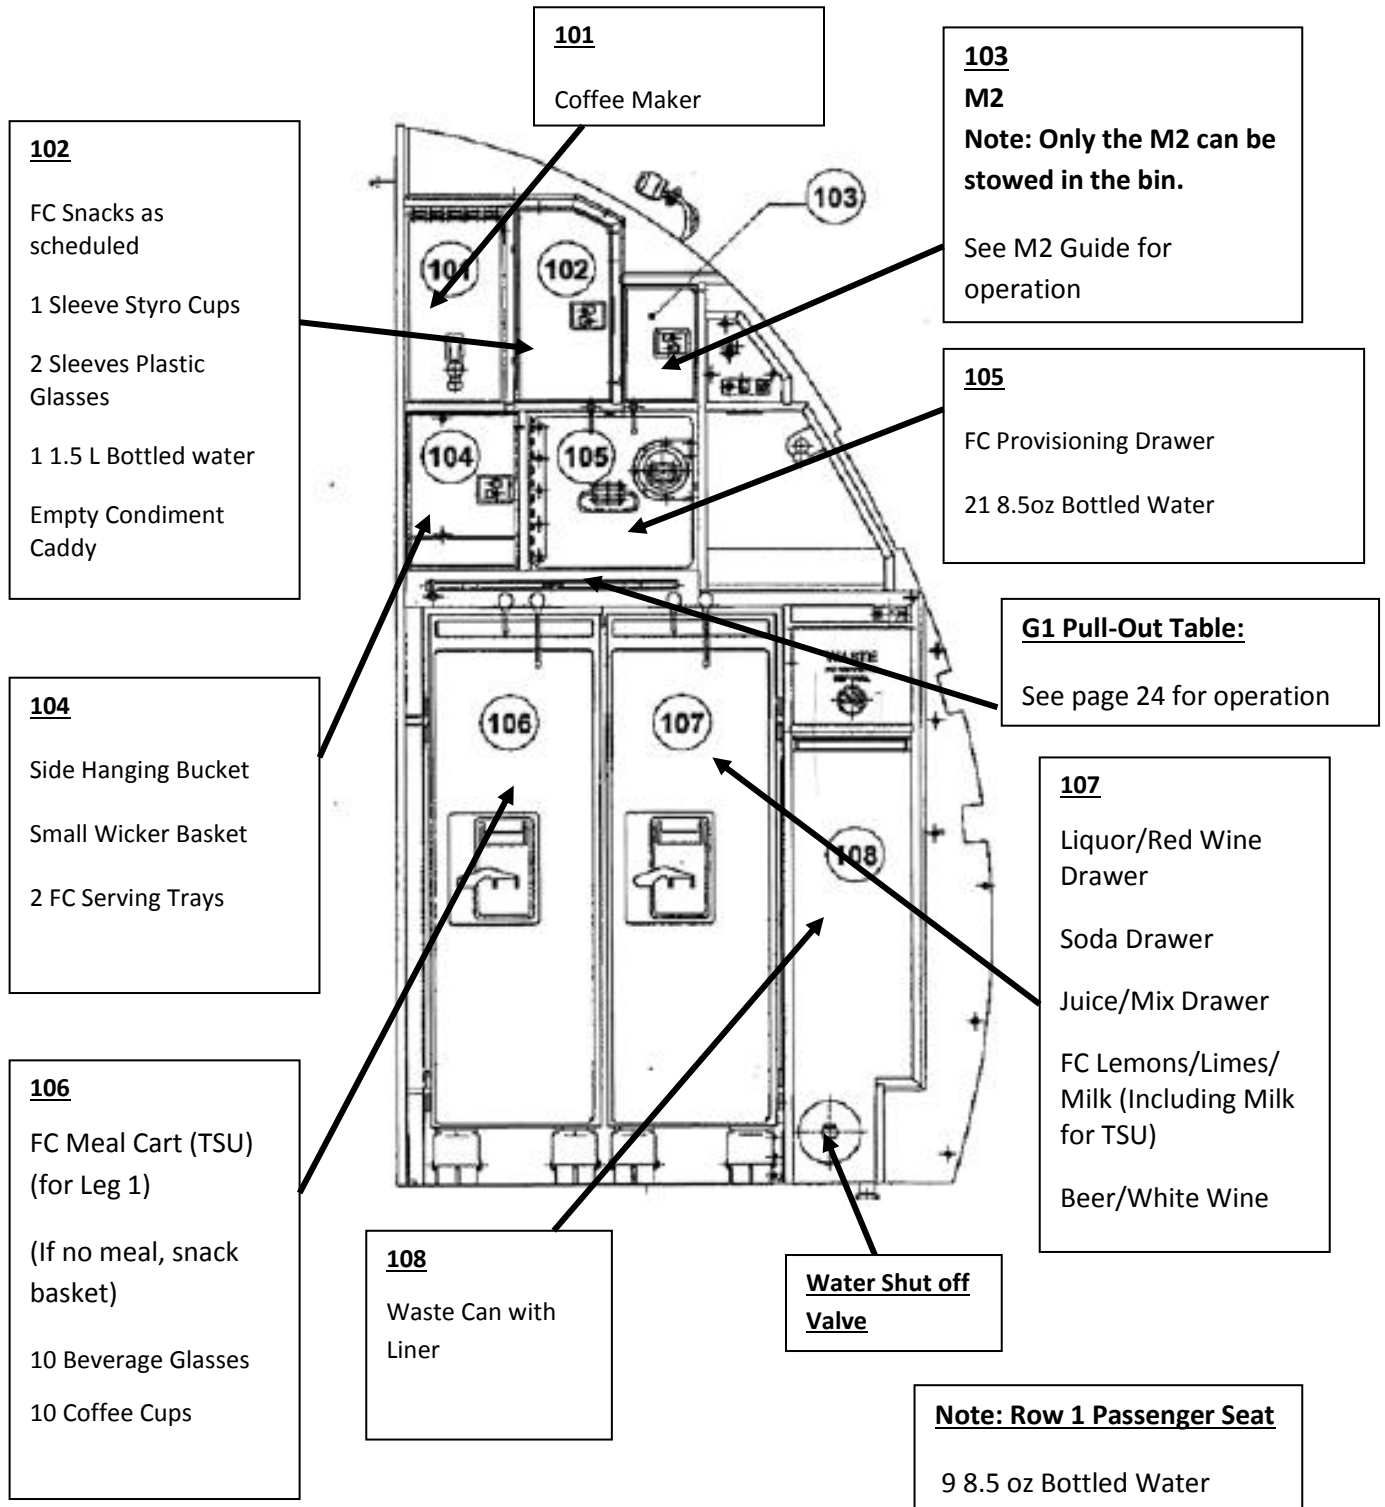 101
Coffee Maker
103
M2
Note: Only the M2 can be
stowed in the bin.
See M2 Guide for
operation
102
FC Snacks as
scheduled
1 Sleeve Styro Cups
2 Sleeves Plastic
Glasses
1 1.5 L Bottled water
Empty Condiment
Caddy
103
101
102
105
FC Provisioning Drawer
21 8.5oz Bottled Water
104
105
G1 Pull-Out Table:
See page 24 for operation
WASTE
104
Side Hanging Bucket
Small Wicker Basket
2 FC Serving Trays
106
107
108
107
Liquor/Red Wine
Drawer
Soda Drawer
Juice/Mix Drawer
FC Lemons/Limes/
Milk (Including Milk
for TSU)
Beer/White Wine
106
FC Meal Cart (TSU)
(for Leg 1)
(If no meal, snack
basket)
10 Beverage Glasses
10 Coffee Cups
108
Waste Can with
Liner
Water Shut off
Valve
Note: Row 1 Passenger Seat
9 8.5 oz Bottled Water